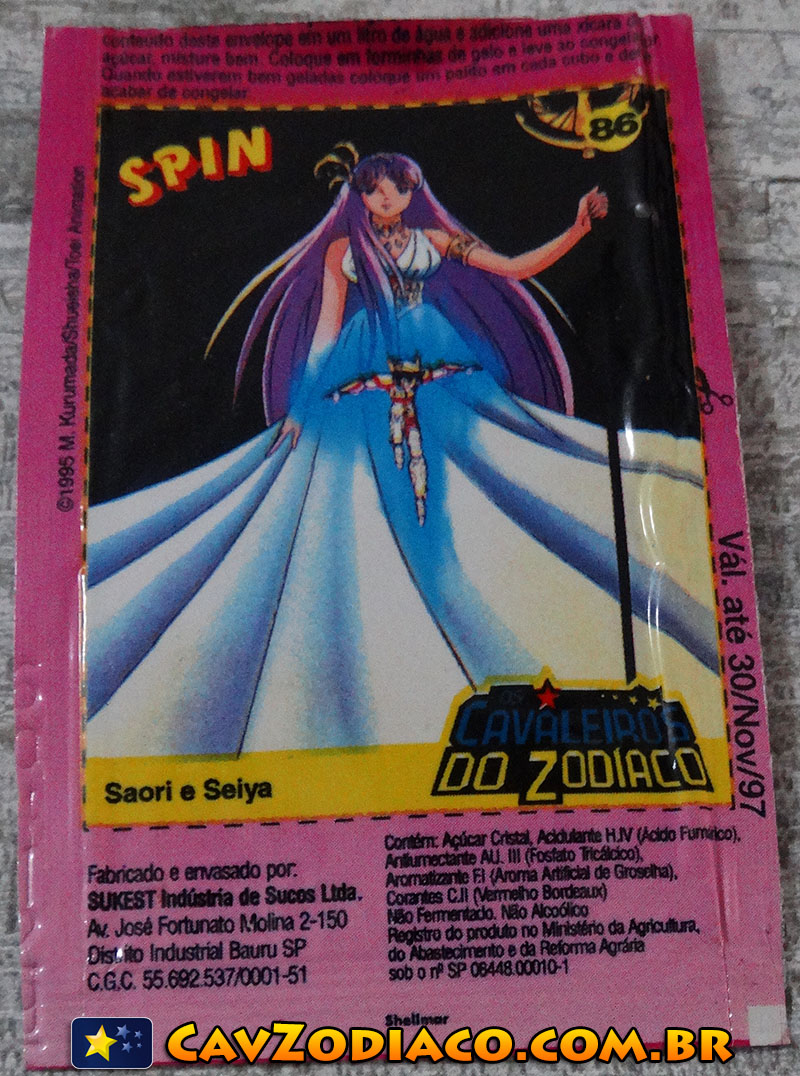 conteúdo deste envelope em um litro de água e adicione uma xícara de
açúcar, misture bem. Coloque em forminhas de gelo e leve ao congelador.
Quando estiverem bem geladas coloque um palito em cada cubo e deixe
acabar de congelar.
SPIN
86
©1995 M. Kurumada/Shueisha/Toei Animation
Vál. até 30/Nov/97
OS
CAVALEIROS
DO ZODÍACO
Saori e Seiya
Fabricado e envasado por:
SUKEST Indústria de Sucos Ltda.
Av. José Fortunato Molina 2-150
Distrito Industrial Bauru SP
C.G.C. 55.692.537/0001-51
Contém: Açúcar Cristal, Acidulante H.IV (Ácido Fumárico),
Antiumectante AU. III (Fosfato Tricálcico),
Aromatizante F.I (Aroma Artificial de Groselha),
Corantes C.II (Vermelho Bordeaux)
Não Fermentado. Não Alcoólico
Registro do produto no Ministério da Agricultura,
do Abastecimento e da Reforma Agrária
sob o nº SP 06448.00010-1
Shellmar
CavZodiaco.com.br